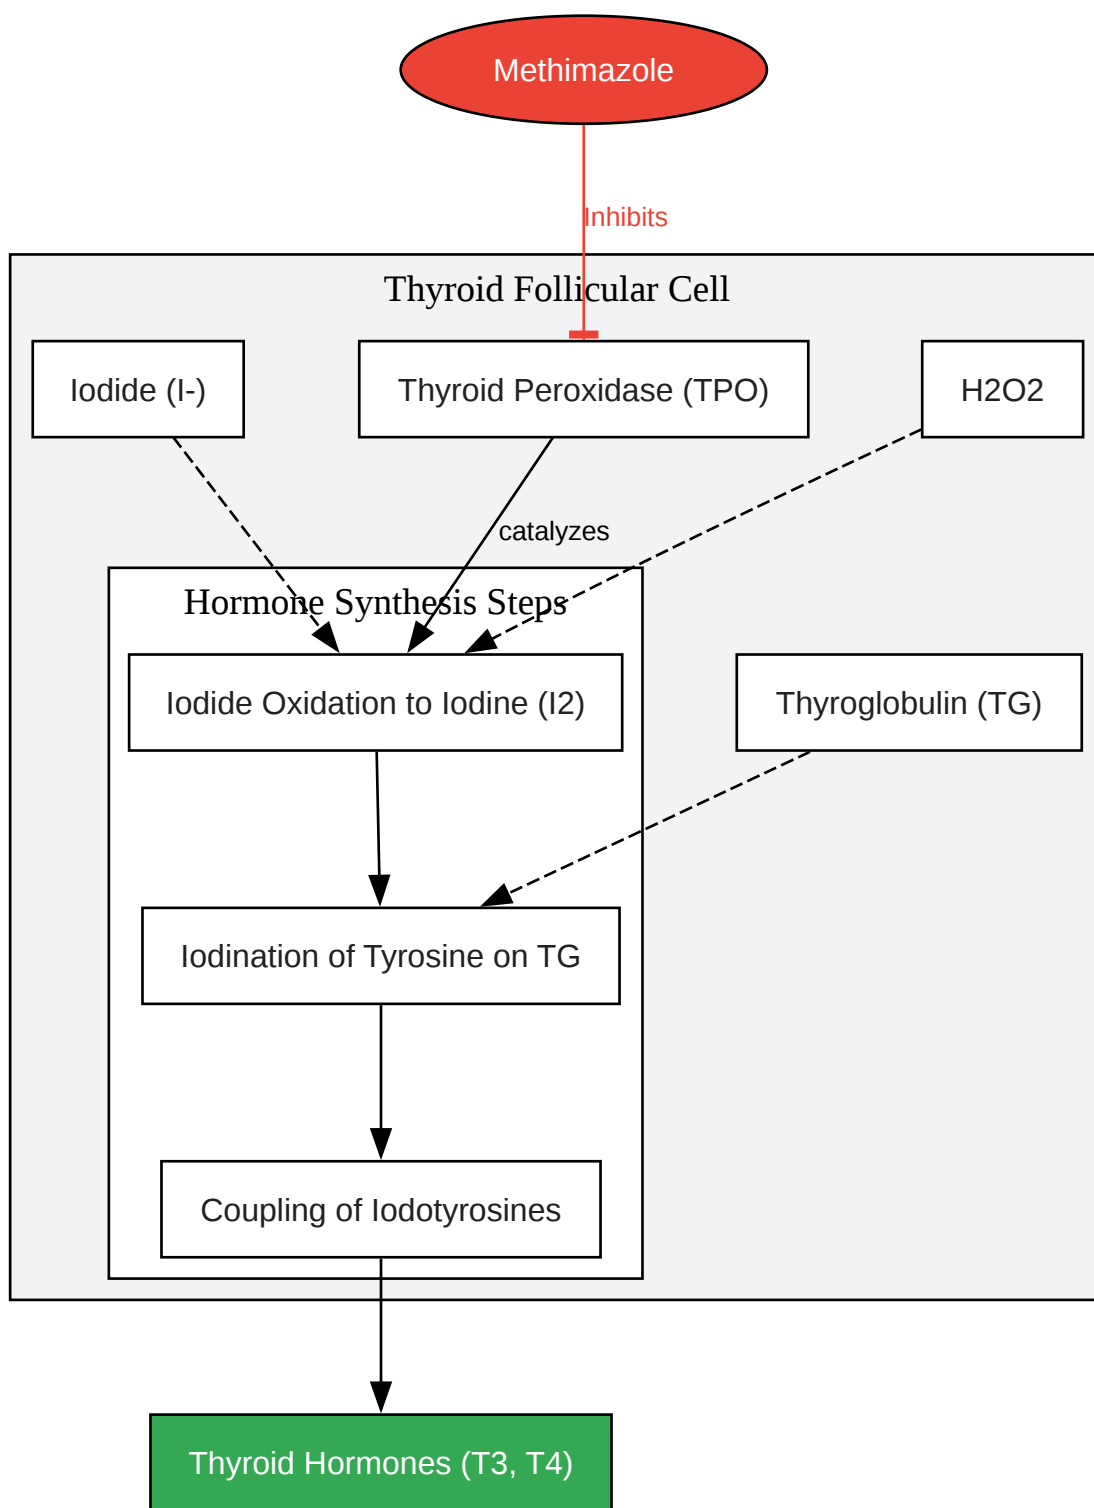 Methimazole
Inhibits
Thyroid Follicular Cell
Iodide (I-)
Thyroid Peroxidase (TPO)
H2O2
catalyzes
Hormone Synthesis Steps
Iodide Oxidation to Iodine (I2)
Thyroglobulin (TG)
Iodination of Tyrosine on TG
Coupling of Iodotyrosines
Thyroid Hormones (T3, T4)